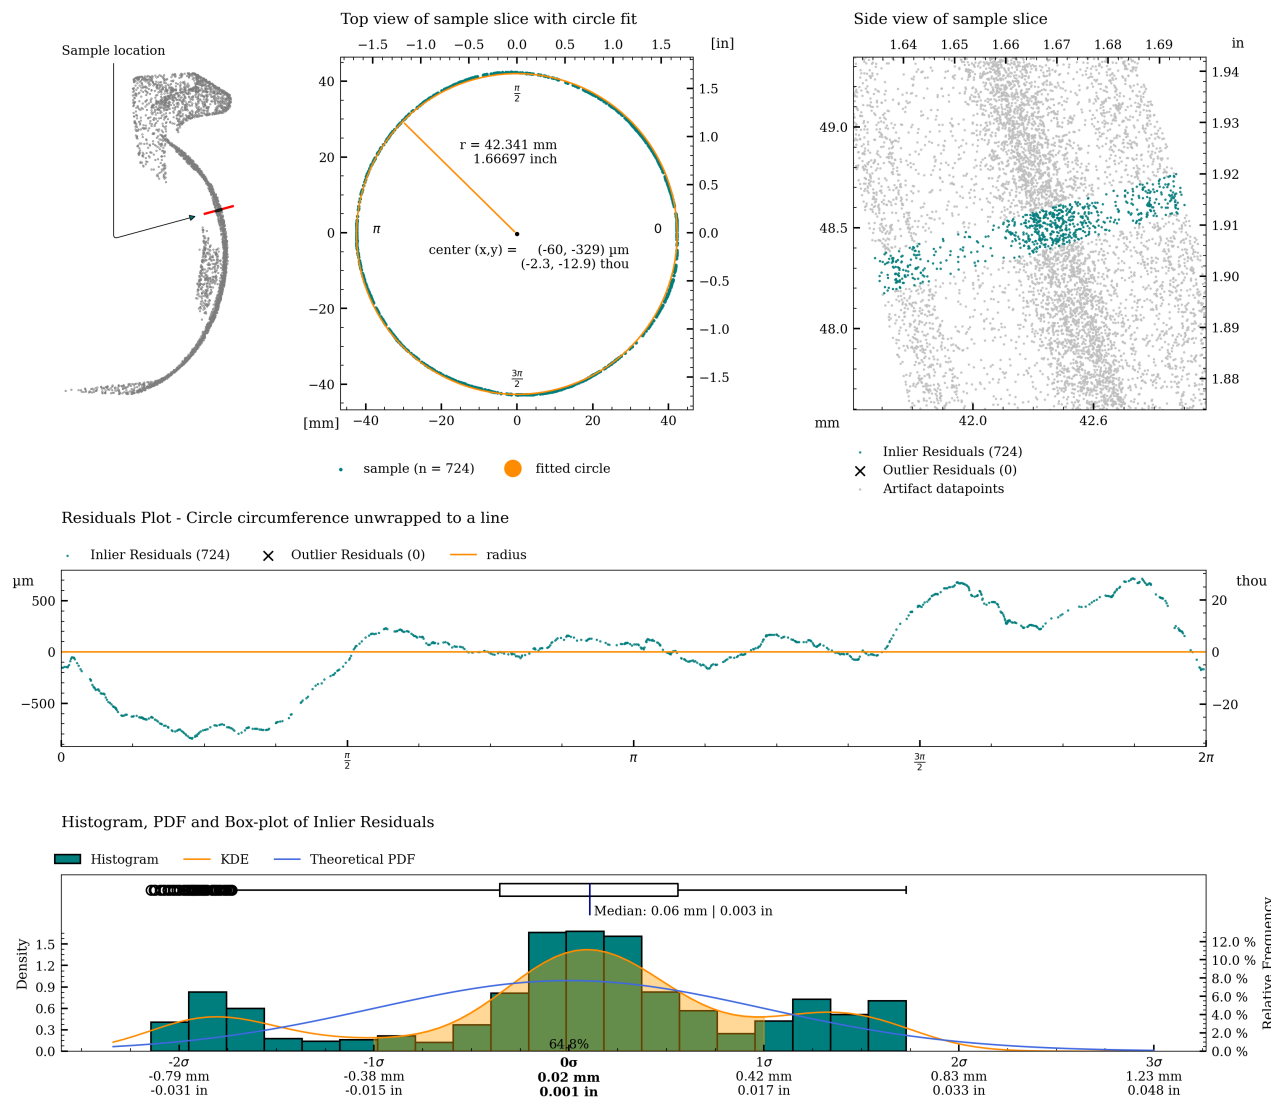 Sample location
Top view of sample slice with circle fit
−1.5 −1.0 −0.5 0.0 0.5 1.0 1.5 [in]
40 20 0 −20 −40
1.5 1.0 0.5 0.0 −0.5 −1.0 −1.5
π/2
r = 42.341 mm
1.66697 inch
π 0
center (x,y) = (-60, -329) µm
(-2.3, -12.9) thou
3π/2
[mm] −40 −20 0 20 40
sample (n = 724) fitted circle
Side view of sample slice
1.64 1.65 1.66 1.67 1.68 1.69 in
49.0 48.5 48.0
1.94 1.93 1.92 1.91 1.90 1.89 1.88
mm 42.0 42.6
Inlier Residuals (724)
Outlier Residuals (0)
Artifact datapoints
Residuals Plot - Circle circumference unwrapped to a line
Inlier Residuals (724) Outlier Residuals (0) radius
µm thou
500 20
0 0
−500 −20
0 π/2 π 3π/2 2π
Histogram, PDF and Box-plot of Inlier Residuals
Histogram KDE Theoretical PDF
Median: 0.06 mm | 0.003 in
Density
1.5 1.2 0.9 0.6 0.3 0.0
12.0 % 10.0 % 8.0 % 6.0 % 4.0 % 2.0 % 0.0 %
Relative Frequency
64.8%
-2σ -1σ 0σ 1σ 2σ 3σ
-0.79 mm -0.38 mm 0.02 mm 0.42 mm 0.83 mm 1.23 mm
-0.031 in -0.015 in 0.001 in 0.017 in 0.033 in 0.048 in